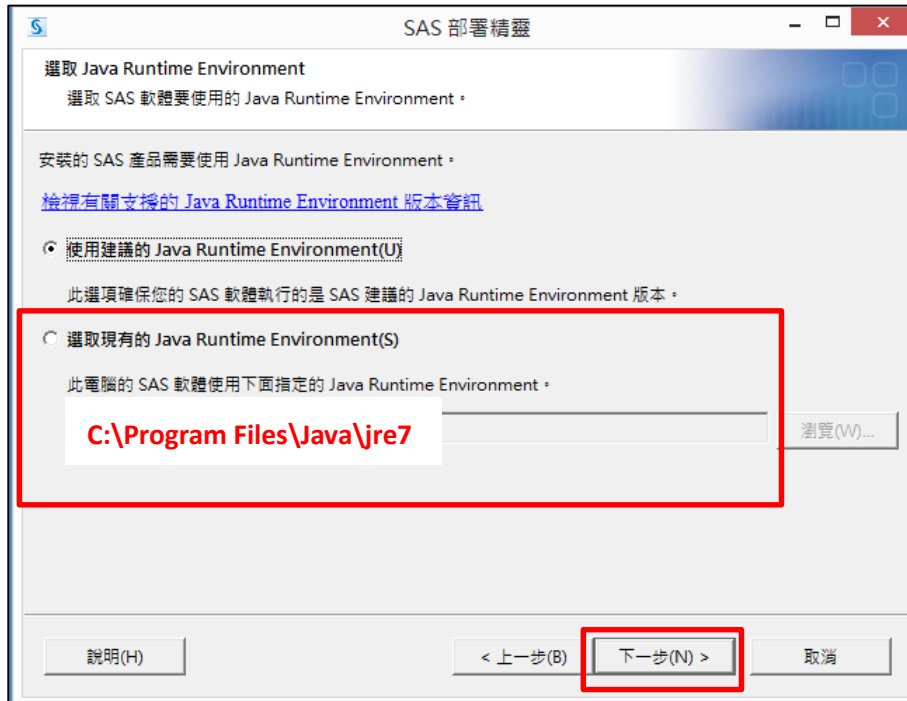 SAS 部署精靈
選取 Java Runtime Environment
選取 SAS 軟體要使用的 Java Runtime Environment。
安裝的 SAS 產品需要使用 Java Runtime Environment。
檢視有關支援的 Java Runtime Environment 版本資訊
使用建議的 Java Runtime Environment(U)
此選項確保您的 SAS 軟體執行的是 SAS 建議的 Java Runtime Environment 版本。
選取現有的 Java Runtime Environment(S)
此電腦的 SAS 軟體使用下面指定的 Java Runtime Environment。
C:\Program Files\Java\jre7
瀏覽(W)...
說明(H) < 上一步(B) 下一步(N) > 取消